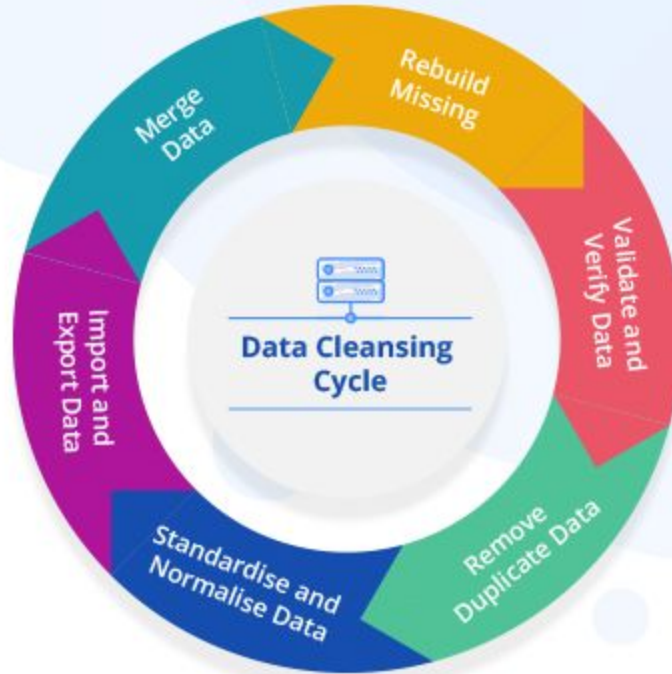 Rebuild
Missing
Validate and
Verify Data
Remove
Duplicate Data
Standardise and
Normalise Data
Import and
Export Data
Merge
Data
Data Cleansing
Cycle